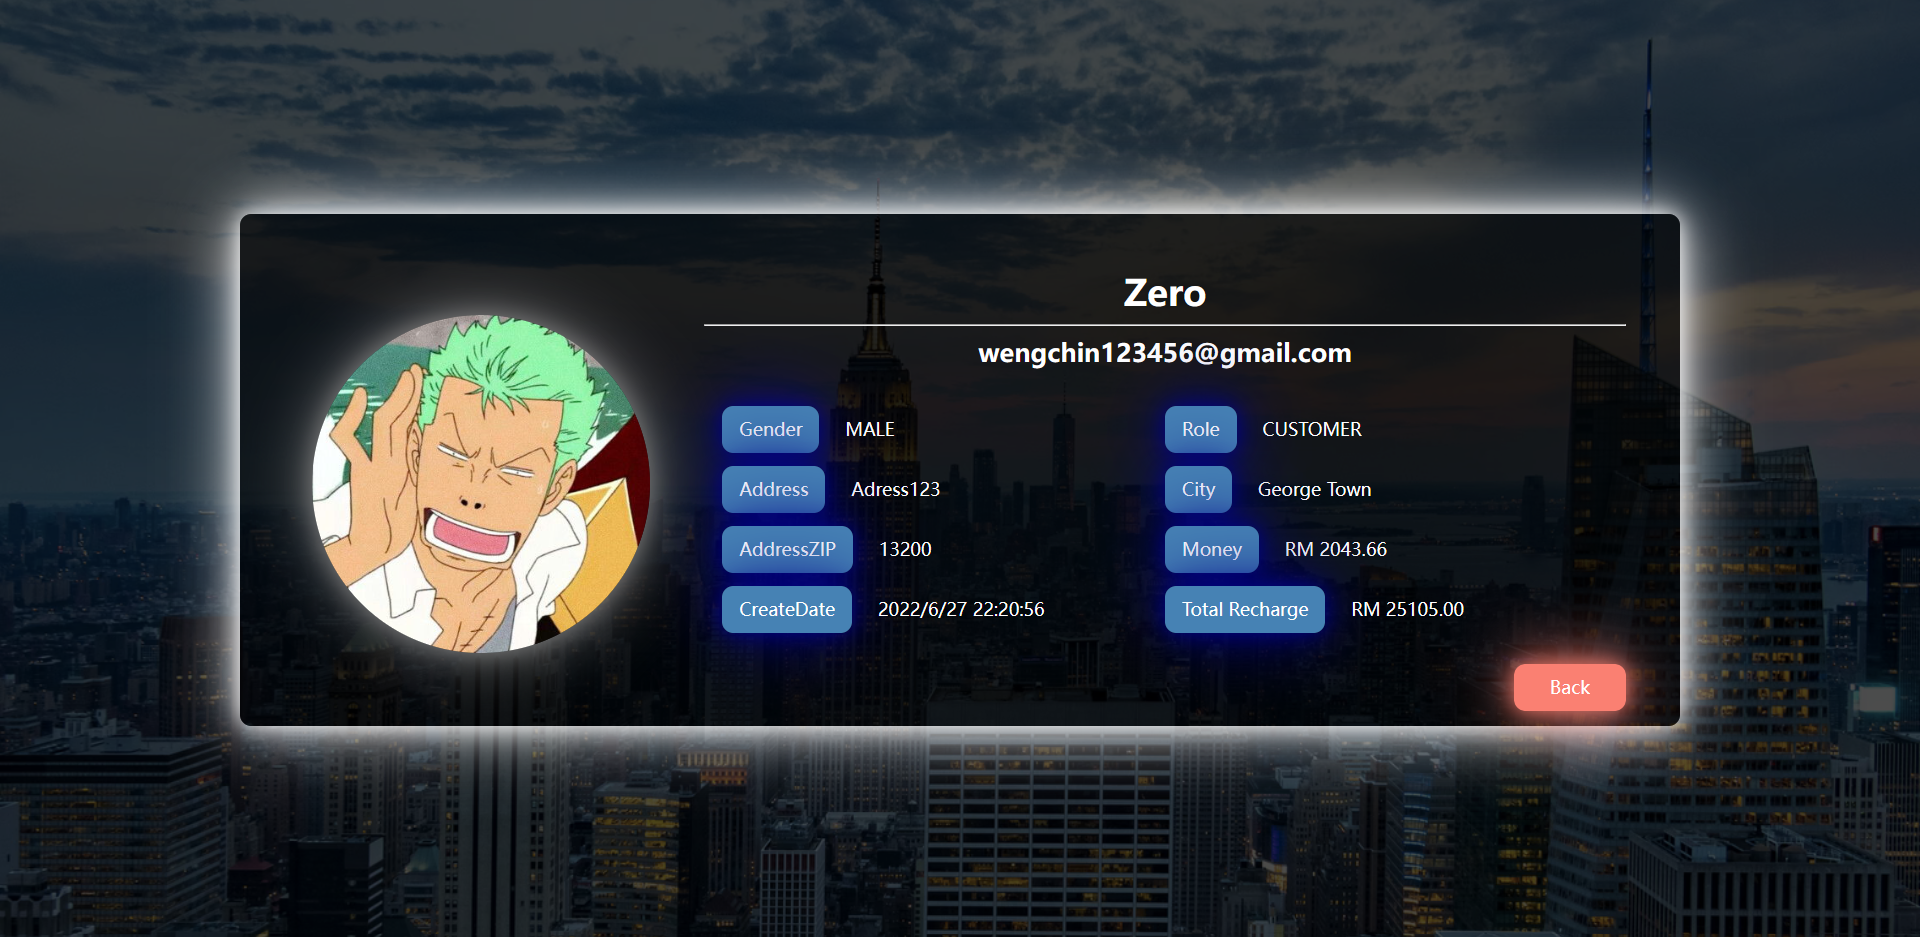 Zero
wengchin123456@gmail.com
Gender MALE Role CUSTOMER
Address Adress123 City George Town
AddressZIP 13200 Money RM 2043.66
CreateDate 2022/6/27 22:20:56 Total Recharge RM 25105.00
Back